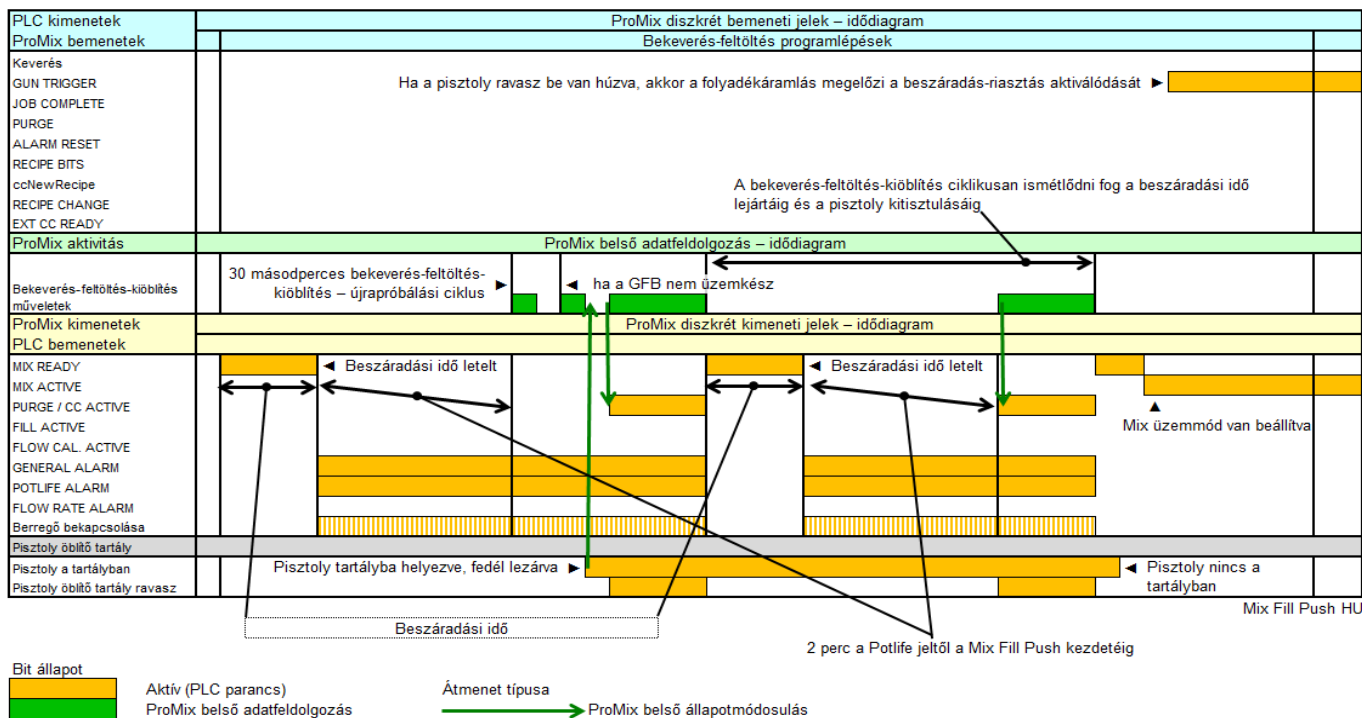 PLC kimenetek
ProMix diszkrét bemeneti jelek – idődiagram
ProMix bemenetek
Bekeverés-feltöltés programlépések
Keverés
GUN TRIGGER
Ha a pisztoly ravasz be van húzva, akkor a folyadékáramlás megelőzi a beszáradás-riasztás aktiválódását ►
JOB COMPLETE
PURGE
ALARM RESET
RECIPE BITS
ccNewRecipe
RECIPE CHANGE
EXT CC READY
A bekeverés-feltöltés-kiöblítés ciklikusan ismétlődni fog a beszáradási idő
lejártáig és a pisztoly kitisztulásáig
ProMix aktivitás
ProMix belső adatfeldolgozás – idődiagram
Bekeverés-feltöltés-kiöblítés
műveletek
30 másodperces bekeverés-feltöltés-
kiöblítés – újrapróbálási ciklus
►
◄ ha a GFB nem üzemkész
ProMix kimenetek
ProMix diszkrét kimeneti jelek – idődiagram
PLC bemenetek
MIX READY
◄ Beszáradási idő letelt
◄ Beszáradási idő letelt
MIX ACTIVE
PURGE / CC ACTIVE
FILL ACTIVE
▲
Mix üzemmód van beállítva
FLOW CAL. ACTIVE
GENERAL ALARM
POTLIFE ALARM
FLOW RATE ALARM
Berregő bekapcsolása
Pisztoly öblítő tartály
Pisztoly a tartályban
Pisztoly tartályba helyezve, fedél lezárva ►
◄ Pisztoly nincs a
tartályban
Pisztoly öblítő tartály ravasz
Mix Fill Push HU
Beszáradási idő
2 perc a Potlife jeltől a Mix Fill Push kezdetéig
Bit állapot
Aktív (PLC parancs)
Átmenet típusa
ProMix belső adatfeldolgozás
ProMix belső állapotmódosulás